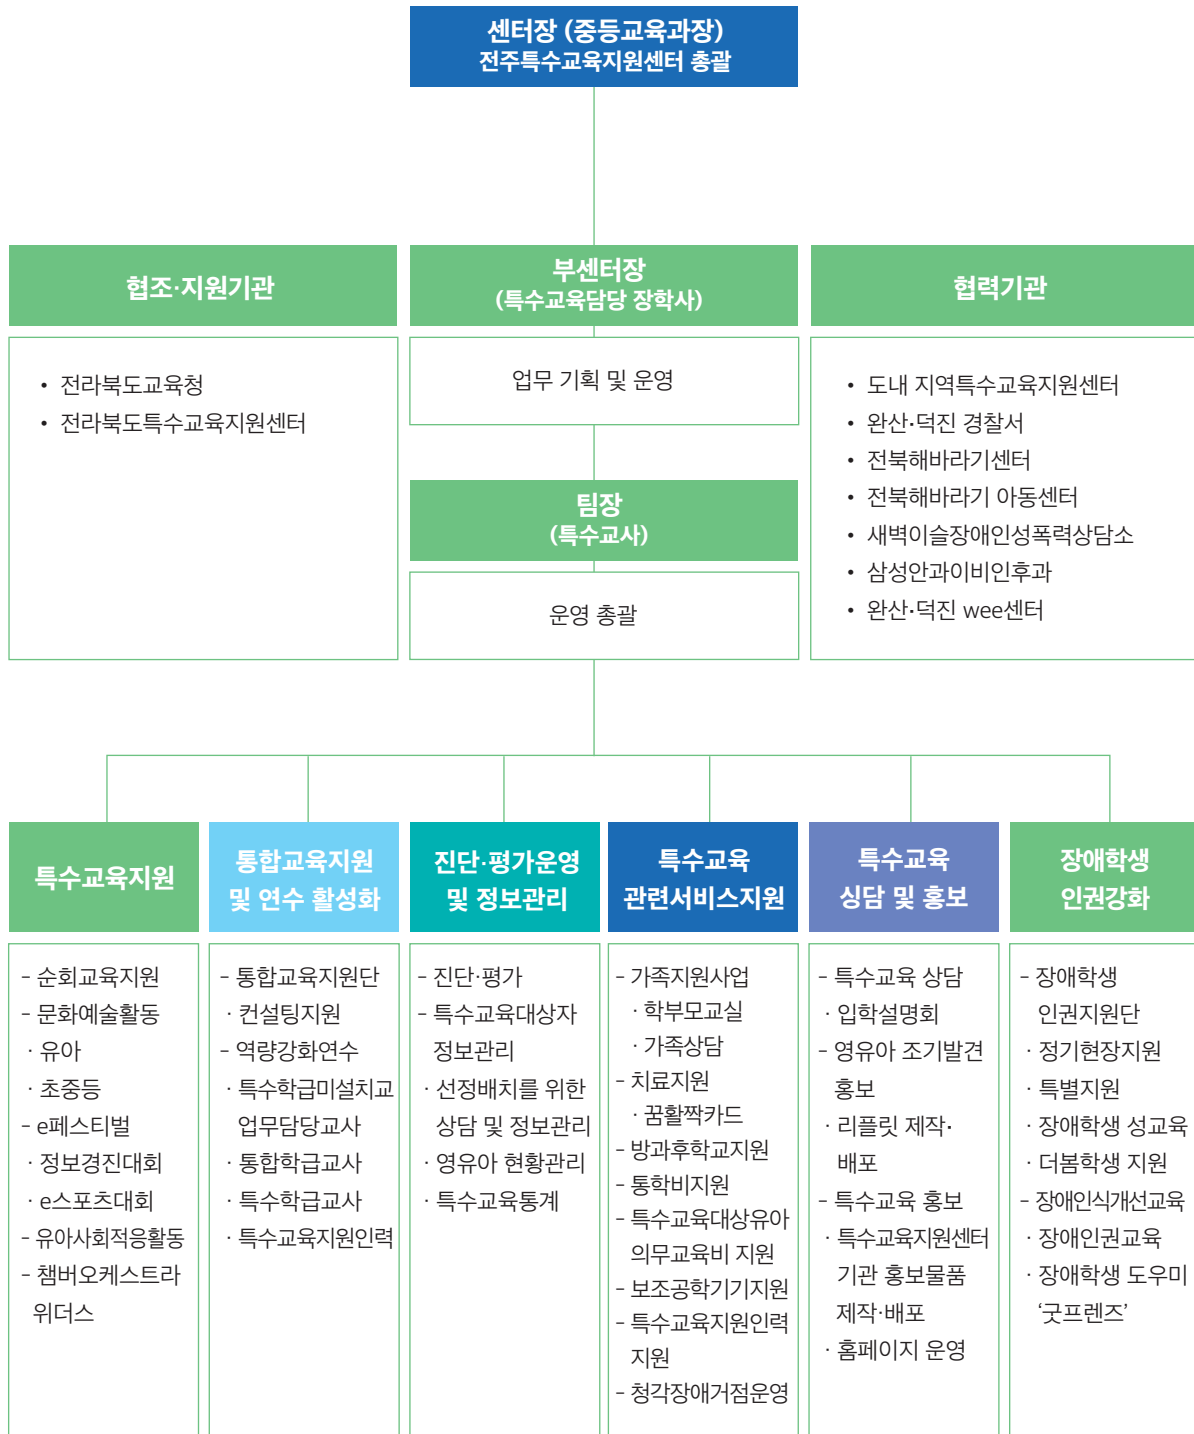 센터장 (중등교육과장)
전주특수교육지원센터 총괄
협조·지원기관
• 전라북도교육청
• 전라북도특수교육지원센터
부센터장
(특수교육담당 장학사)
업무 기획 및 운영
팀장
(특수교사)
운영 총괄
협력기관
• 도내 지역특수교육지원센터
• 완산·덕진 경찰서
• 전북해바라기센터
• 전북해바라기 아동센터
• 새벽이슬장애인성폭력상담소
• 삼성안과이비인후과
• 완산·덕진 wee센터
특수교육지원
- 순회교육지원
- 문화예술활동
· 유아
· 초중등
- e페스티벌
· 정보경진대회
· e스포츠대회
- 유아사회적응활동
- 챔버오케스트라
위더스
통합교육지원
및 연수 활성화
- 통합교육지원단
· 컨설팅지원
- 역량강화연수
· 특수학급미설치교
업무담당교사
· 통합학급교사
· 특수학급교사
· 특수교육지원인력
진단·평가운영
및 정보관리
- 진단·평가
- 특수교육대상자
정보관리
· 선정배치를 위한
상담 및 정보관리
· 영유아 현황관리
· 특수교육통계
특수교육
관련서비스지원
- 가족지원사업
· 학부모교실
· 가족상담
- 치료지원
· 꿈활짝카드
- 방과후학교지원
- 통학비지원
- 특수교육대상유아
의무교육비 지원
- 보조공학기기지원
- 특수교육지원인력
지원
- 청각장애거점운영
특수교육
싱담 및 홍보
- 특수교육 상담
· 입학설명회
- 영유아 조기발견
홍보
· 리플릿 제작·
배포
- 특수교육 홍보
· 특수교육지원센터
기관 홍보물품
제작·배포
· 홈페이지 운영
장애학생
인권강화
- 장애학생
인권지원단
· 정기현장지원
· 특별지원
· 장애학생 성교육
· 더봄학생 지원
- 장애인식개선교육
· 장애인권교육
· 장애학생 도우미
‘굿프렌즈’